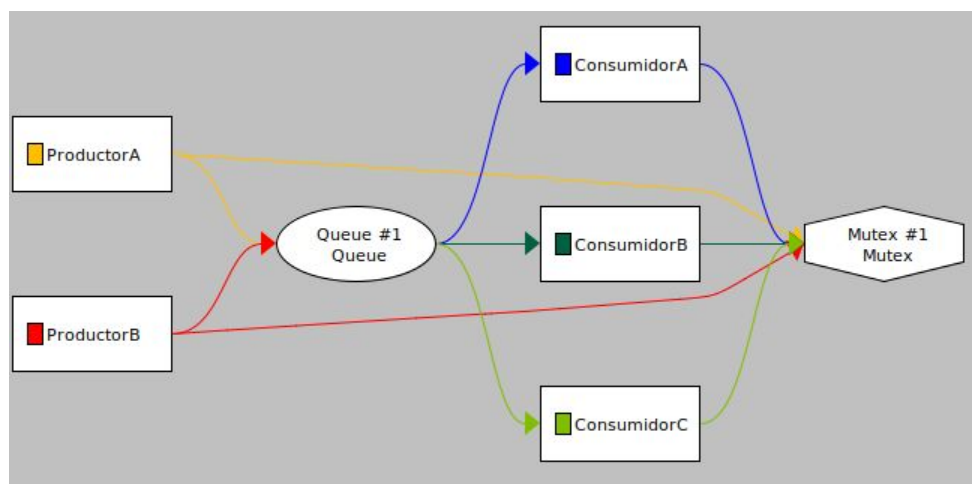 ConsumidorA
ProductorA
Queue #1
Queue
ConsumidorB
Mutex #1
Mutex
ProductorB
ConsumidorC